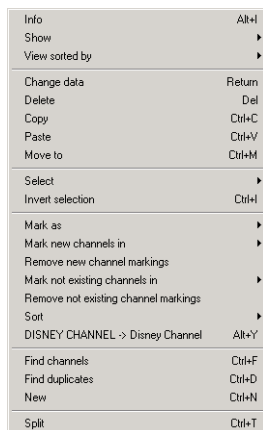 Info Alt+I
Show
View sorted by
Change data Return
Delete Del
Copy Ctrl+C
Paste Ctrl+V
Move to Ctrl+M
Select
Invert selection Ctrl+I
Mark as
Mark new channels in
Remove new channel markings
Mark not existing channels in
Remove not existing channel markings
Sort
DISNEY CHANNEL -> Disney Channel Alt+Y
Find channels Ctrl+F
Find duplicates Ctrl+D
New Ctrl+N
Split Ctrl+T